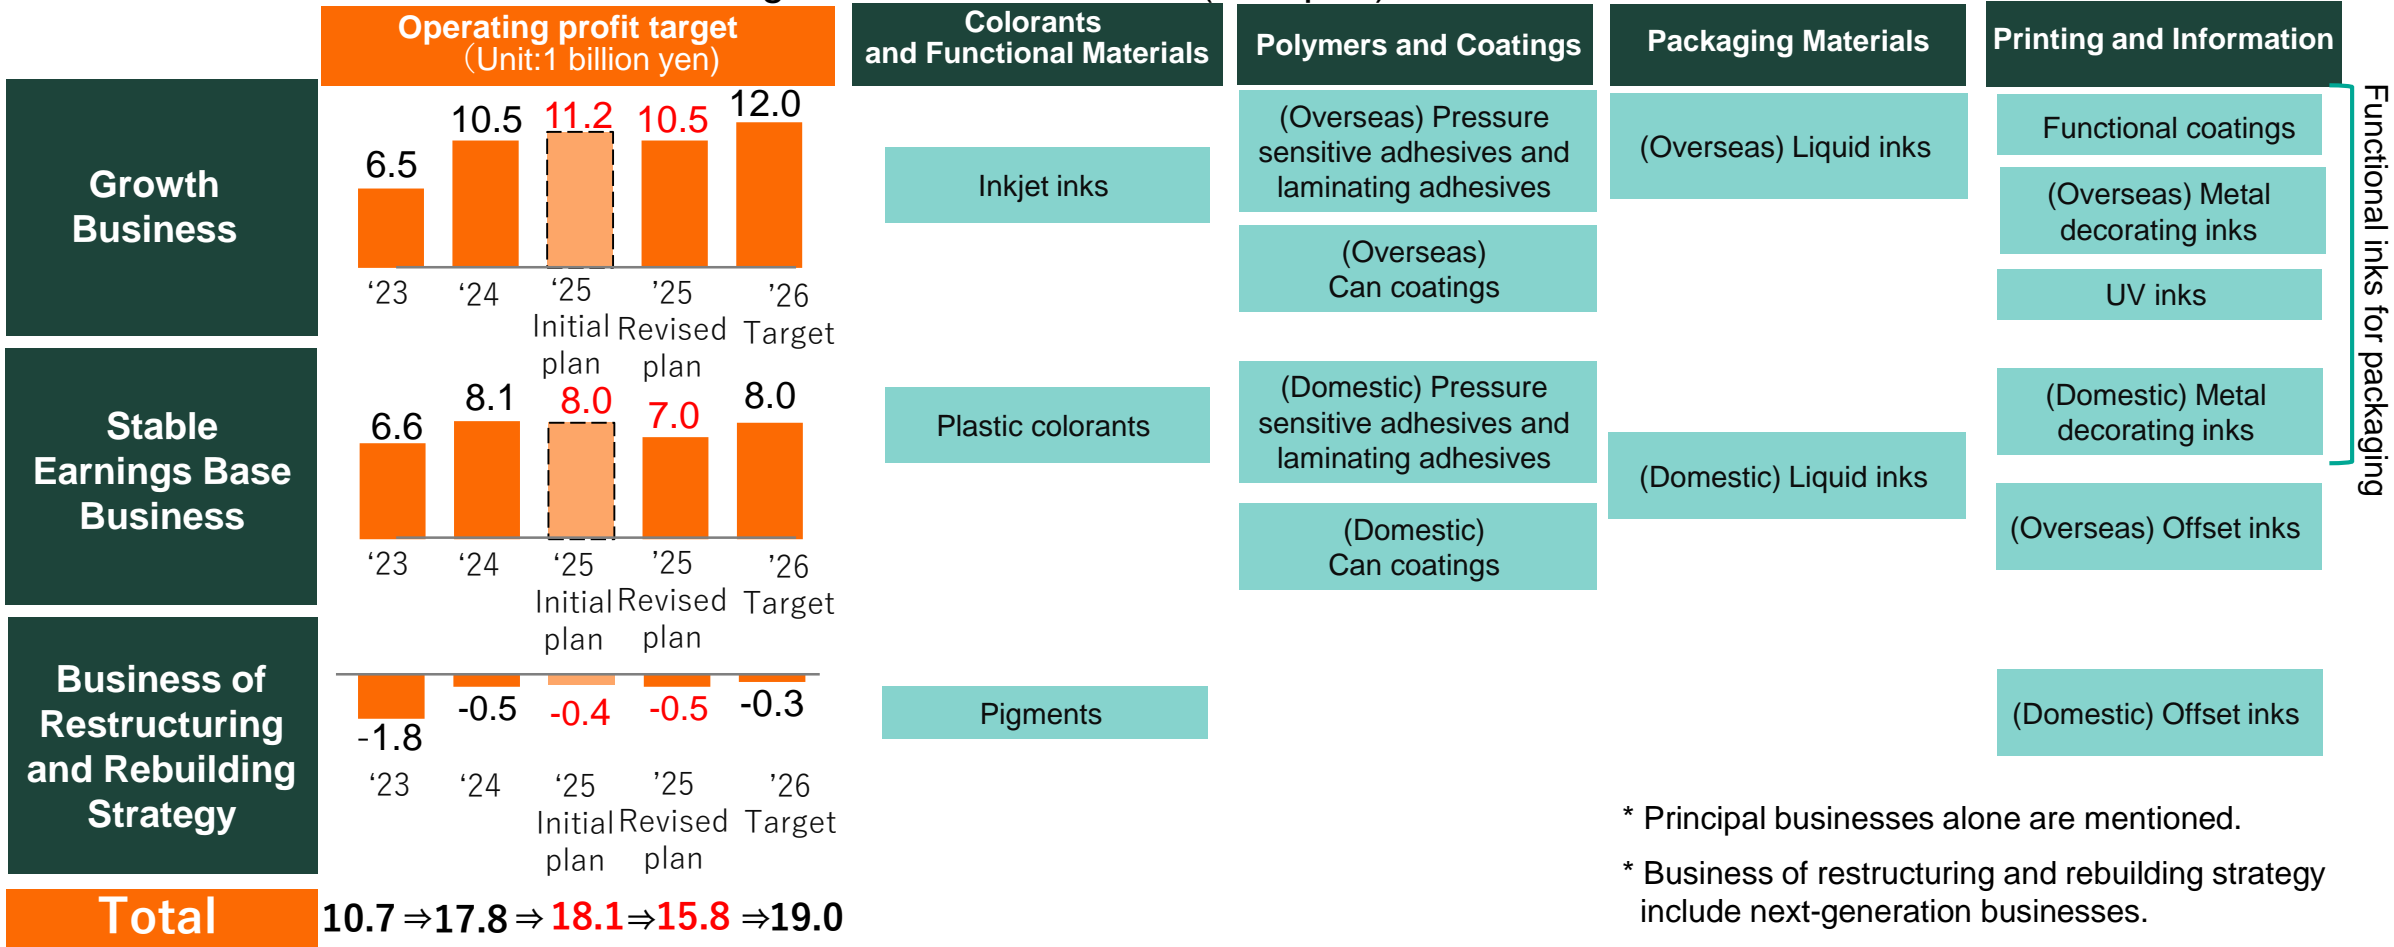 Operating profit target
（Unit:1 billion yen)
Colorants
and Functional Materials
Polymers and Coatings
Packaging Materials
Printing and Information
Growth
Business
6.5
10.5
11.2
10.5
12.0
‘23
‘24
‘25
Initial
plan
’25
Revised
plan
’26
Target
Inkjet inks
(Overseas) Pressure
sensitive adhesives and
laminating adhesives
(Overseas)
Can coatings
(Overseas) Liquid inks
Functional coatings
(Overseas) Metal
decorating inks
UV inks
Functional inks for packaging
Stable
Earnings Base
Business
6.6
8.1
8.0
7.0
8.0
‘23
‘24
‘25
Initial
plan
’25
Revised
plan
’26
Target
Plastic colorants
(Domestic) Pressure
sensitive adhesives and
laminating adhesives
(Domestic)
Can coatings
(Domestic) Liquid inks
(Domestic) Metal
decorating inks
(Overseas) Offset inks
Business of
Restructuring
and Rebuilding
Strategy
-1.8
-0.5
-0.4
-0.5
-0.3
‘23
‘24
‘25
Initial
plan
’25
Revised
plan
’26
Target
Pigments
(Domestic) Offset inks
* Principal businesses alone are mentioned.
* Business of restructuring and rebuilding strategy
include next-generation businesses.
Total
10.7⇒17.8⇒18.1⇒15.8⇒19.0